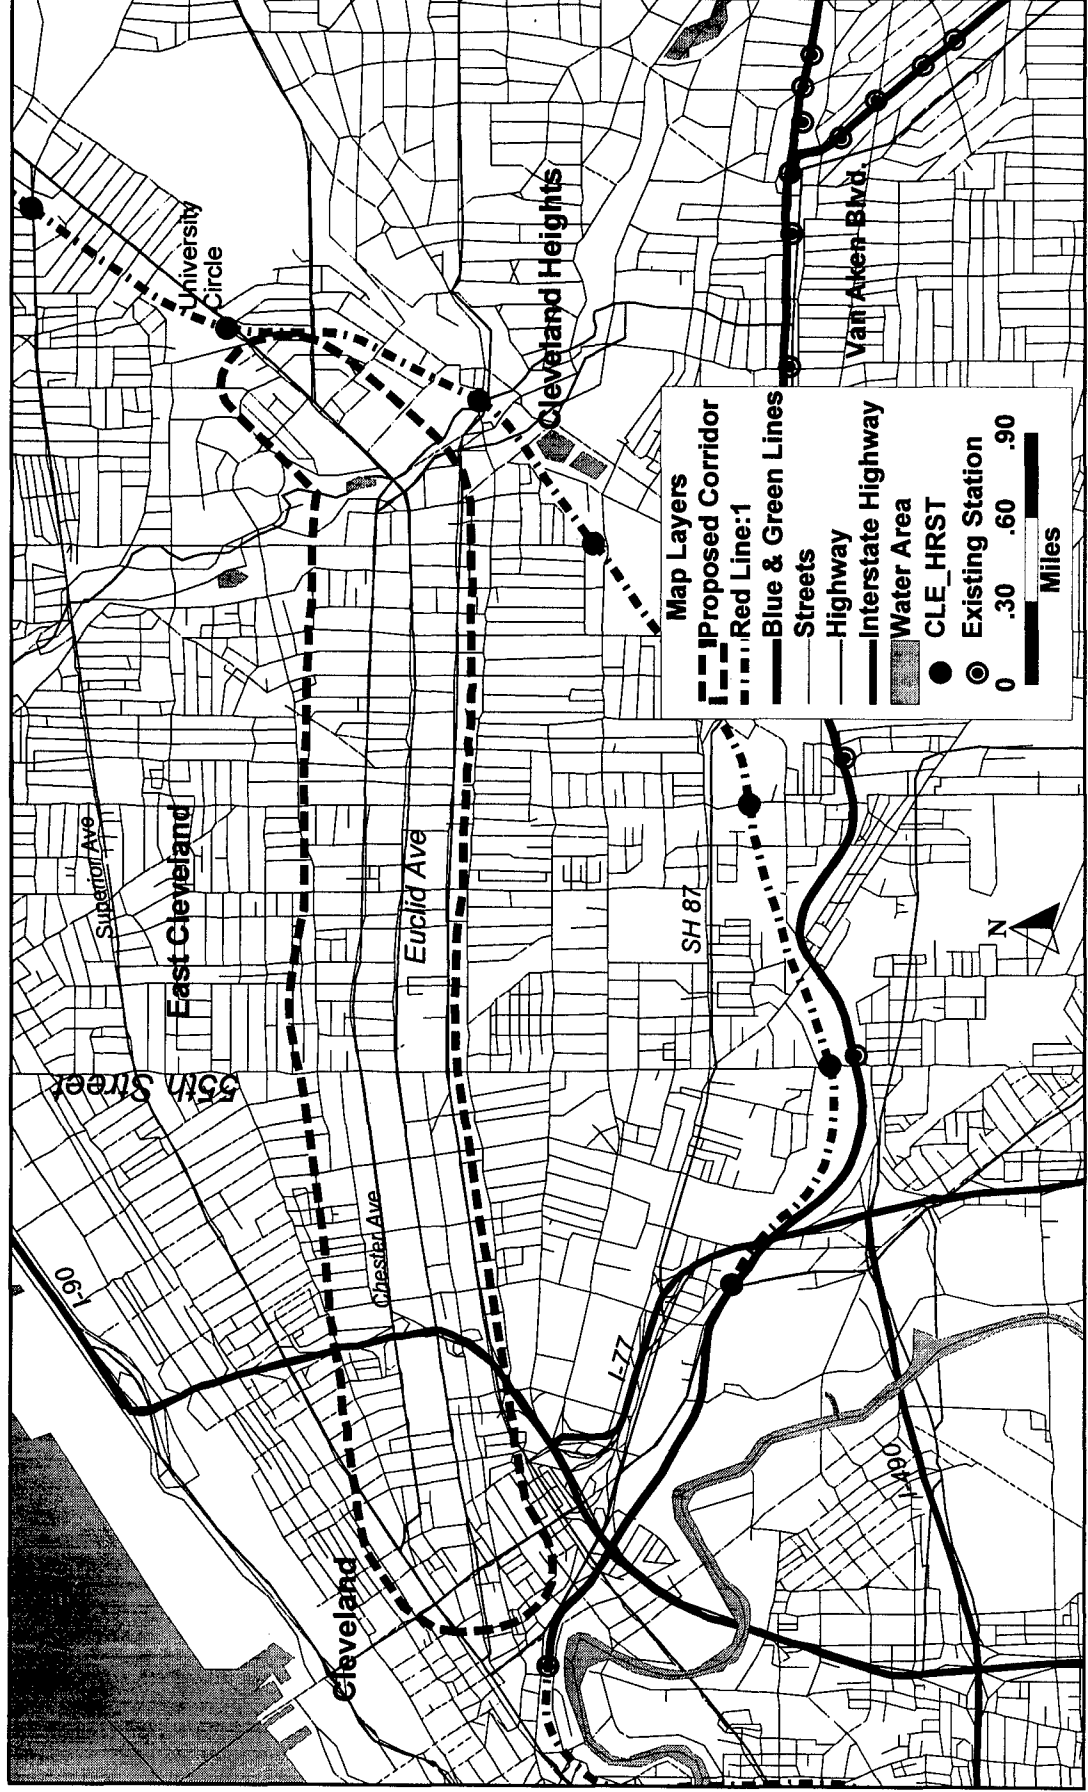 University
Circle
Cleveland Heights
Van Aken Blvd.
Superior Ave
East Cleveland
55th Street
Euclid Ave
Chester Ave
SH 87
I-90
I-77
I-490
Cleveland
N
Map Layers
Proposed Corridor
Red Line:1
Blue & Green Lines
Streets
Highway
Interstate Highway
Water Area
CLE_HRST
Existing Station
0 .30 .60 .90
Miles